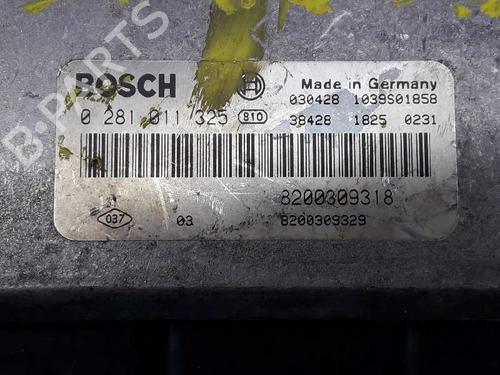 B-PARTS
BOSCH
Made in Germany
030428 1039S01858
0 281 011 325 810
38428 1825 0231
8200309318
037 03 8200309329